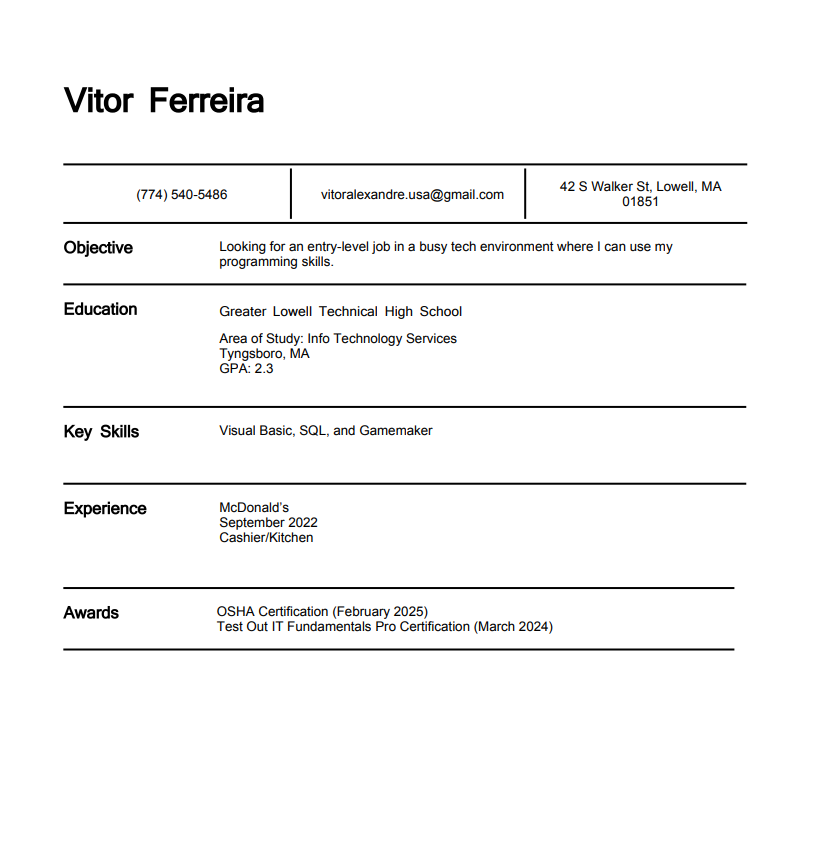 Vitor Ferreira
(774) 540-5486
vitoralexandre.usa@gmail.com
42 S Walker St, Lowell, MA
01851
Objective
Looking for an entry-level job in a busy tech environment where I can use my
programming skills.
Education
Greater Lowell Technical High School
Area of Study: Info Technology Services
Tyngsboro, MA
GPA: 2.3
Key Skills
Visual Basic, SQL, and Gamemaker
Experience
McDonald’s
September 2022
Cashier/Kitchen
Awards
OSHA Certification (February 2025)
Test Out IT Fundamentals Pro Certification (March 2024)